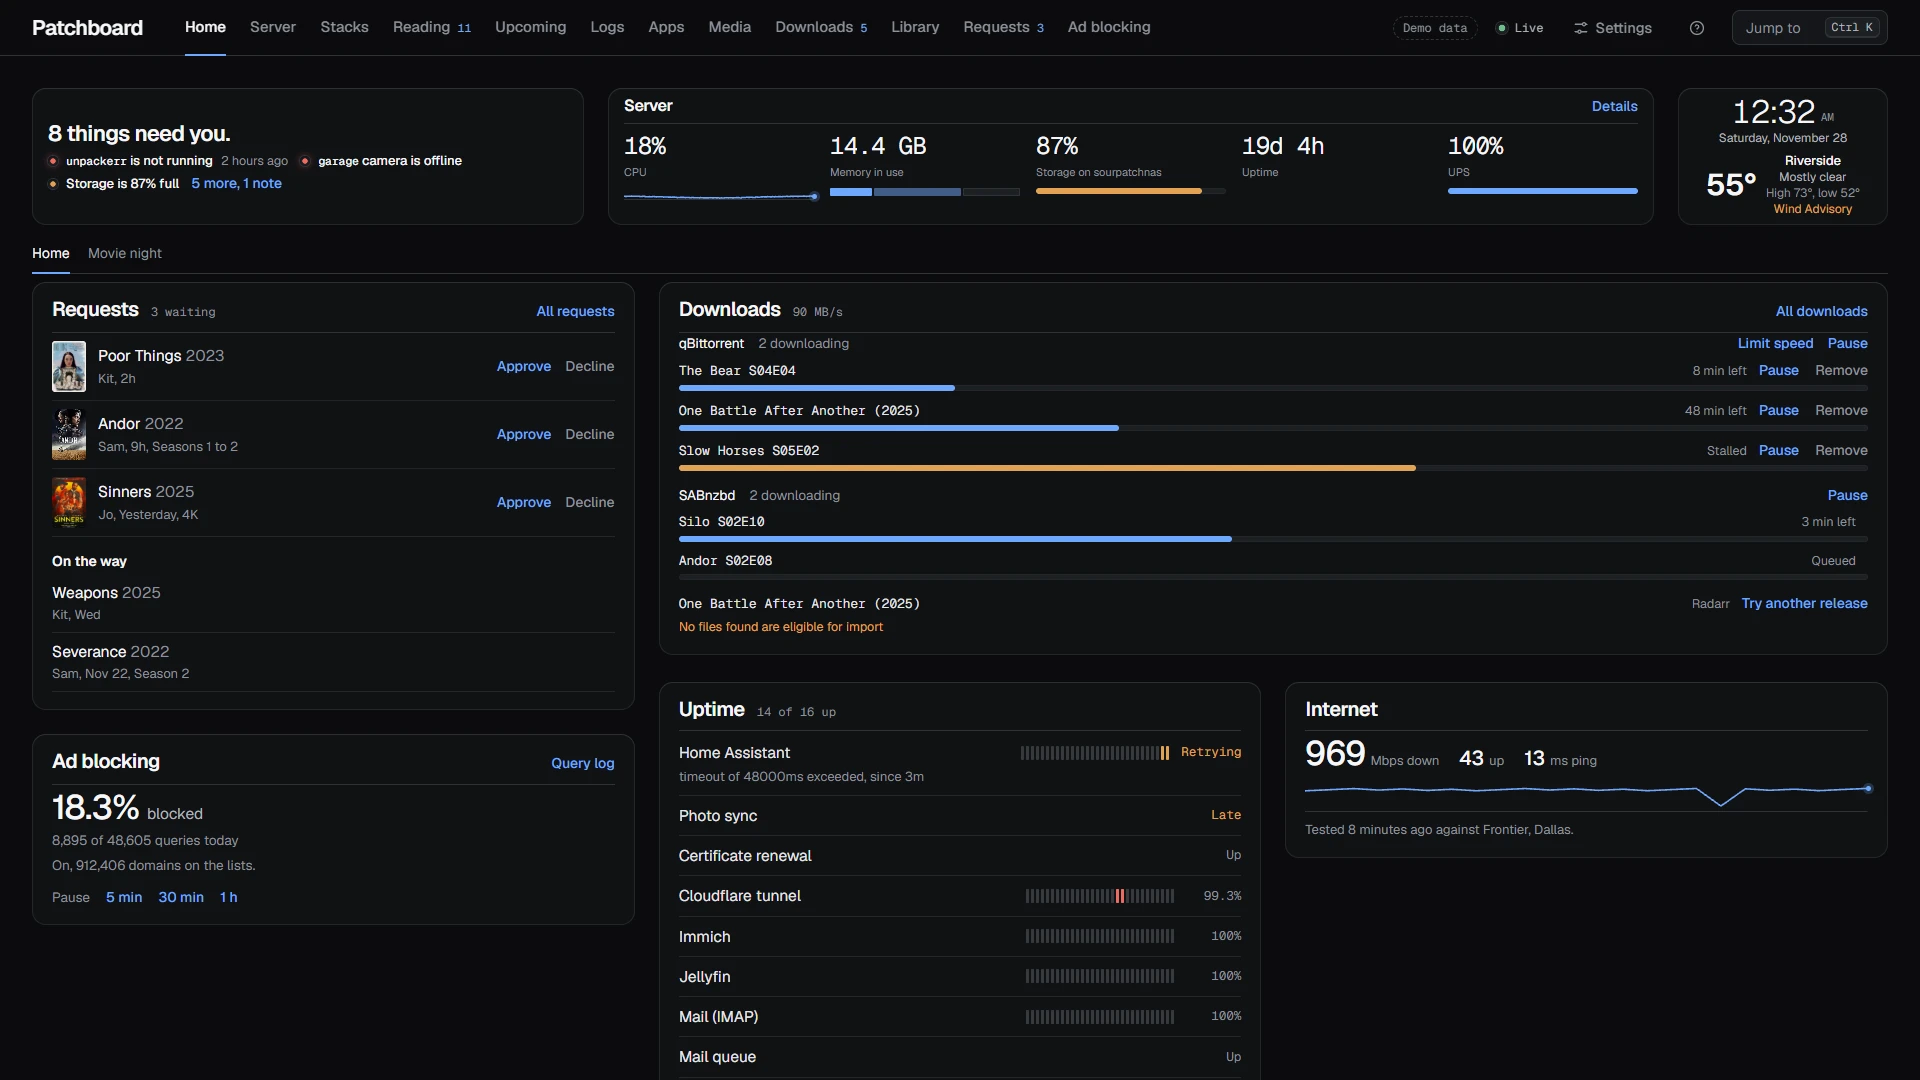 Patchboard
Home
Server
Stacks
Reading 11
Upcoming
Logs
Apps
Media
Downloads 5
Library
Requests 3
Ad blocking
Demo data
Live
Settings
Jump to
Ctrl K
8 things need you.
unpackerr is not running 2 hours ago garage camera is offline
Storage is 87% full 5 more, 1 note
Server
Details
18%
CPU
14.4 GB
Memory in use
87%
Storage on sourpatchnas
19d 4h
Uptime
100%
UPS
12:32 AM
Saturday, November 28
55°
Riverside
Mostly clear
High 73°, low 52°
Wind Advisory
Home
Movie night
Requests 3 waiting
All requests
Poor Things 2023
Kit, 2h
Approve Decline
Andor 2022
Sam, 9h, Seasons 1 to 2
Approve Decline
SINNERS
Sinners 2025
Jo, Yesterday, 4K
Approve Decline
On the way
Weapons 2025
Kit, Wed
Severance 2022
Sam, Nov 22, Season 2
Ad blocking
Query log
18.3% blocked
8,895 of 48,605 queries today
On, 912,406 domains on the lists.
Pause 5 min 30 min 1 h
Downloads 90 MB/s
All downloads
qBittorrent 2 downloading
Limit speed Pause
The Bear S04E04
8 min left Pause Remove
One Battle After Another (2025)
48 min left Pause Remove
Slow Horses S05E02
Stalled Pause Remove
SABnzbd 2 downloading
Pause
Silo S02E10
3 min left
Andor S02E08
Queued
One Battle After Another (2025)
Radarr Try another release
No files found are eligible for import
Uptime 14 of 16 up
Home Assistant
Retrying
timeout of 48000ms exceeded, since 3m
Photo sync
Late
Certificate renewal
Up
Cloudflare tunnel
99.3%
Immich
100%
Jellyfin
100%
Mail (IMAP)
100%
Mail queue
Up
Internet
969 Mbps down 43 up 13 ms ping
Tested 8 minutes ago against Frontier, Dallas.